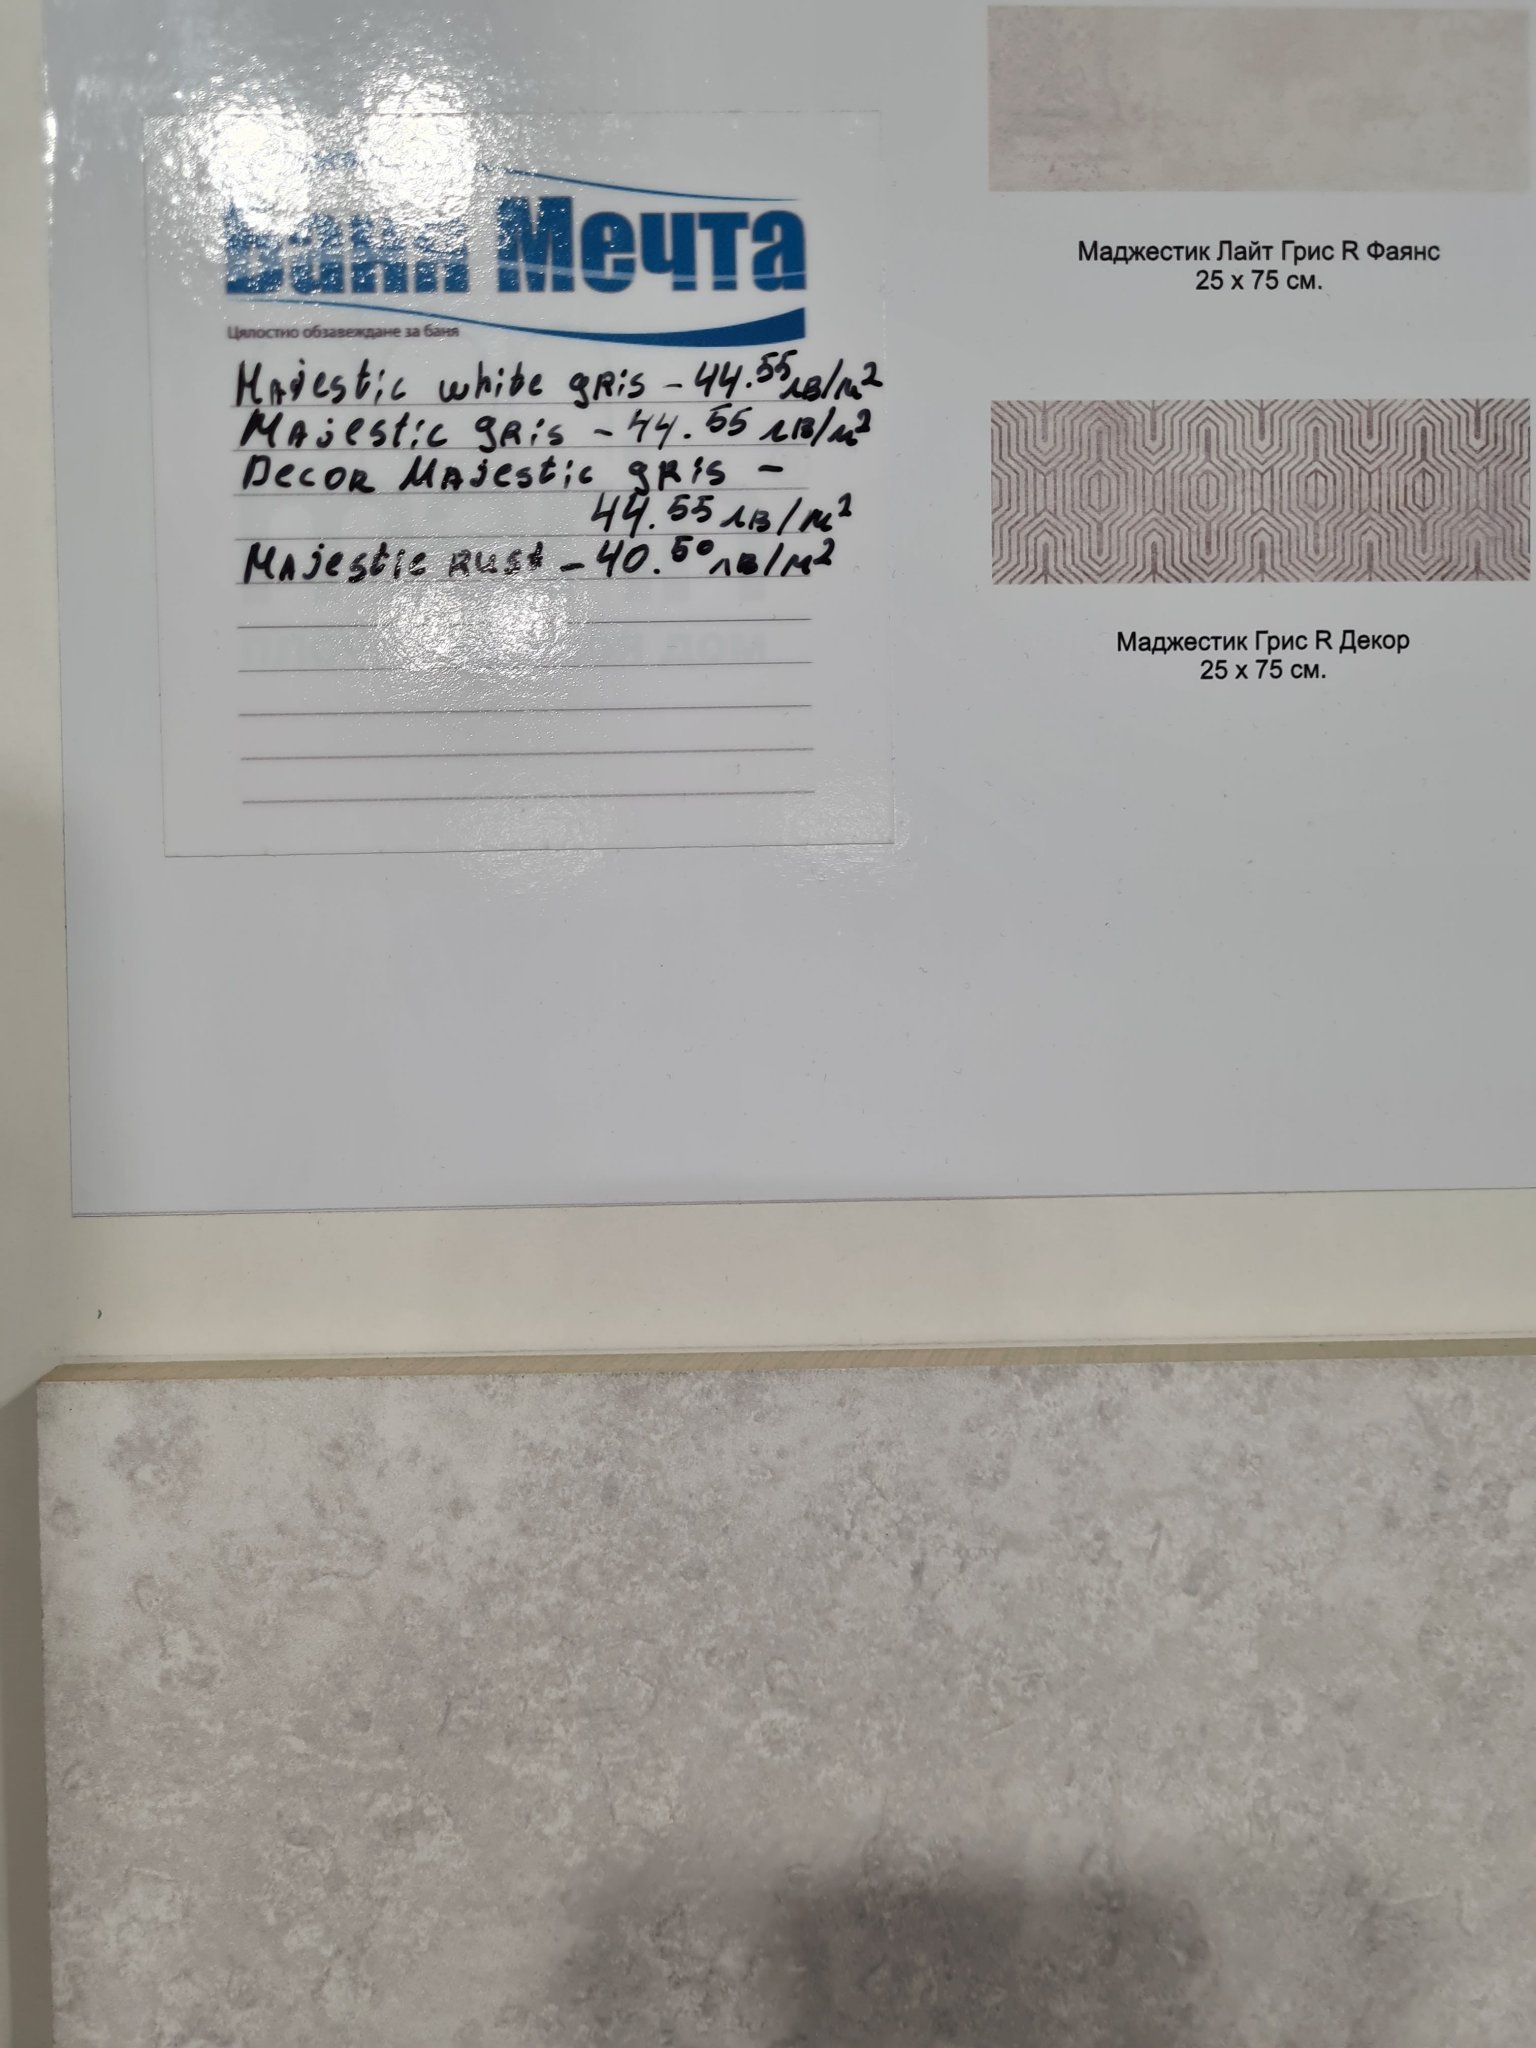 Баня Мечта
Цялостно обзавеждане за баня
Majestic white gris - 44.55 лв/м2
Majestic gris - 44.55 лв/м2
Decor Majestic gris -
44.55 лв/м2
Majestic rust - 40.50 лв/м2
Маджестик Лайт Грис R Фаянс
25 x 75 см.
Маджестик Грис R Декор
25 x 75 см.